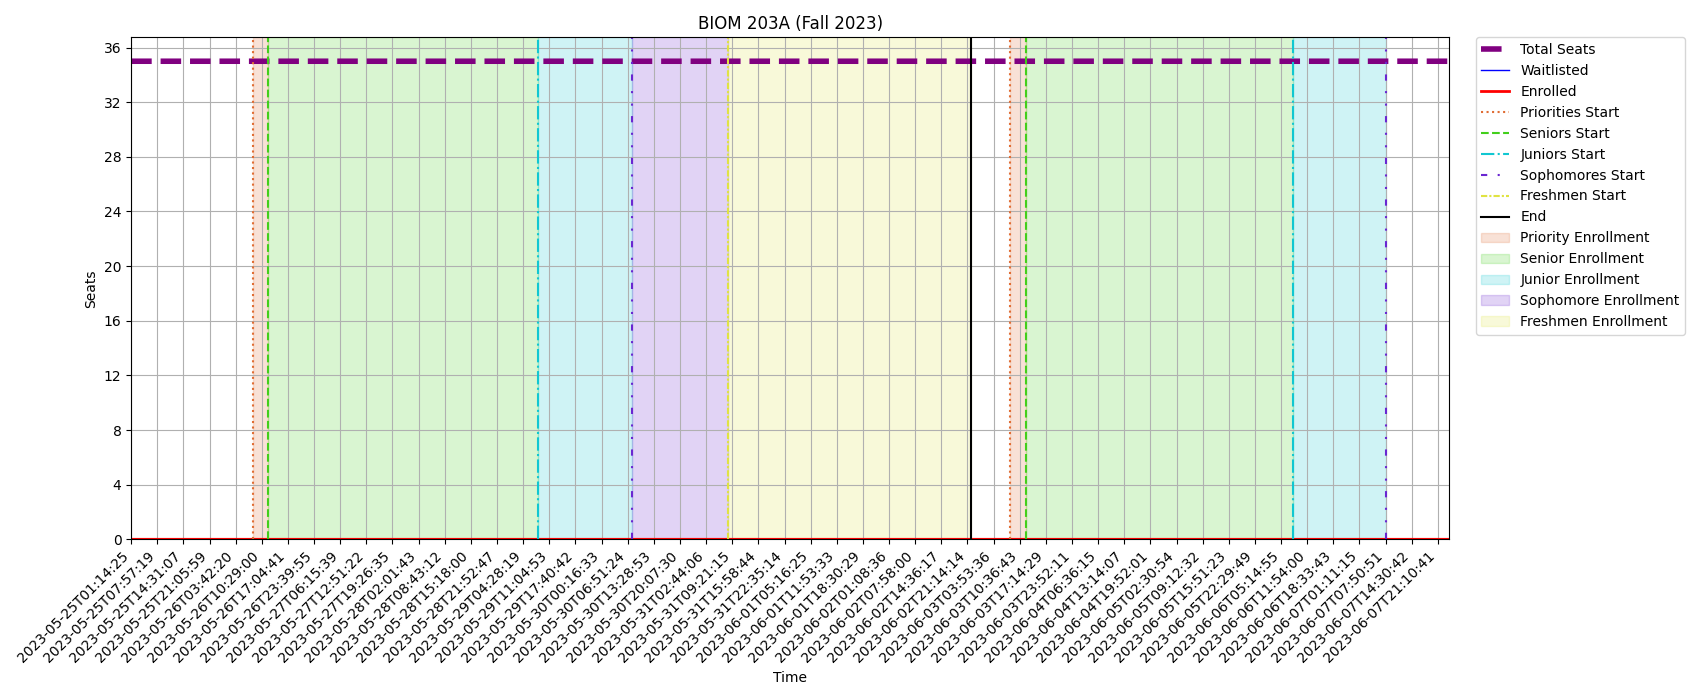 BIOM 203A (Fall 2023)
36
32
28
24
20
16
12
8
4
0
Seats
2023-05-25T01:14:25
2023-05-25T07:57:19
2023-05-25T14:31:07
2023-05-25T21:05:59
2023-05-26T03:42:20
2023-05-26T10:29:00
2023-05-26T17:04:41
2023-05-26T23:39:55
2023-05-27T06:15:39
2023-05-27T12:51:22
2023-05-27T19:26:35
2023-05-28T02:01:43
2023-05-28T08:43:12
2023-05-28T15:18:00
2023-05-28T21:52:47
2023-05-29T04:28:19
2023-05-29T11:04:53
2023-05-29T17:40:42
2023-05-30T00:16:33
2023-05-30T06:51:24
2023-05-30T13:28:53
2023-05-30T20:07:30
2023-05-31T02:44:06
2023-05-31T09:21:15
2023-05-31T15:58:44
2023-05-31T22:35:14
2023-06-01T05:16:25
2023-06-01T11:53:33
2023-06-01T18:30:29
2023-06-02T01:08:36
2023-06-02T07:58:00
2023-06-02T14:36:17
2023-06-02T21:14:14
2023-06-03T03:53:36
2023-06-03T10:36:43
2023-06-03T17:14:29
2023-06-03T23:52:11
2023-06-04T06:36:15
2023-06-04T13:14:07
2023-06-04T19:52:01
2023-06-05T02:30:54
2023-06-05T09:12:32
2023-06-05T15:51:23
2023-06-05T22:29:49
2023-06-06T05:14:55
2023-06-06T11:54:00
2023-06-06T18:33:43
2023-06-07T01:11:15
2023-06-07T07:50:51
2023-06-07T14:30:42
2023-06-07T21:10:41
Time
Total Seats
Waitlisted
Enrolled
Priorities Start
Seniors Start
Juniors Start
Sophomores Start
Freshmen Start
End
Priority Enrollment
Senior Enrollment
Junior Enrollment
Sophomore Enrollment
Freshmen Enrollment